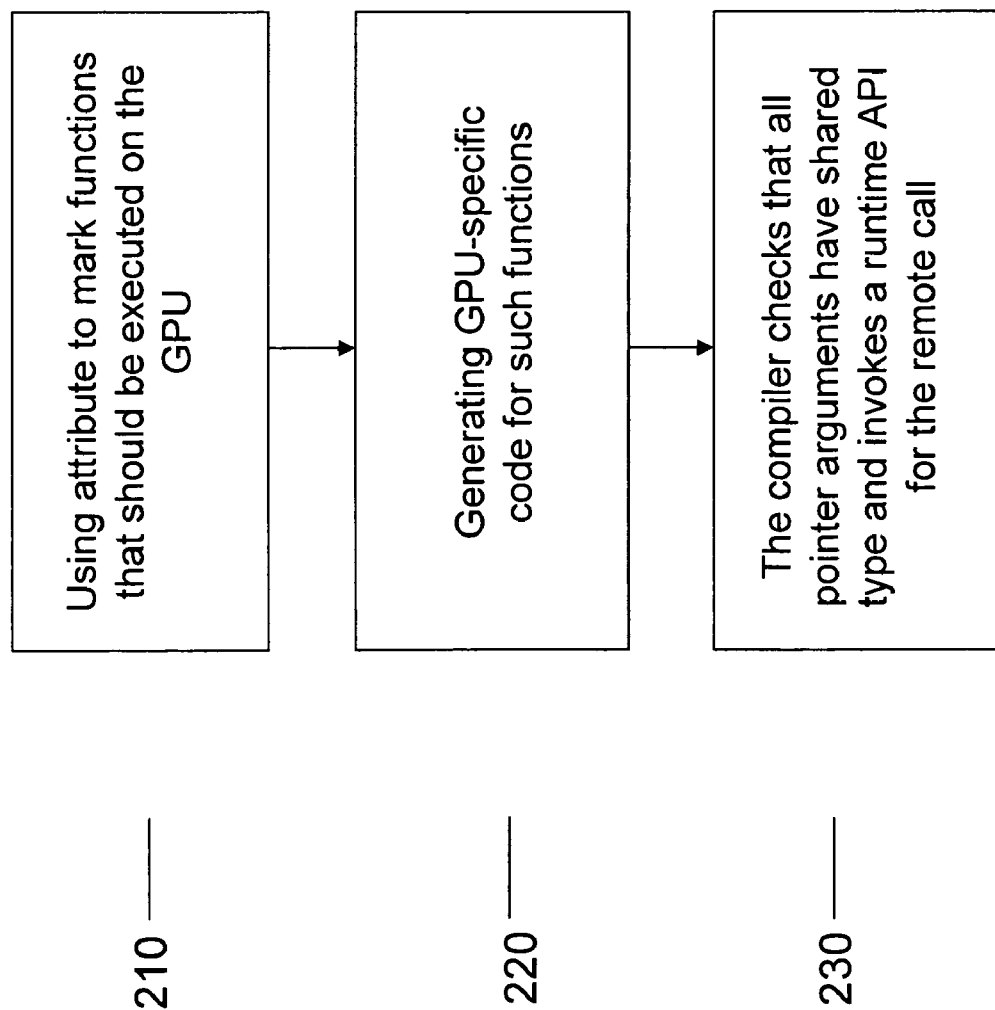 210
Using attribute to mark functions
that should be executed on the
GPU
220
Generating GPU-specific
code for such functions
230
The compiler checks that all
pointer arguments have shared
type and invokes a runtime API
for the remote call